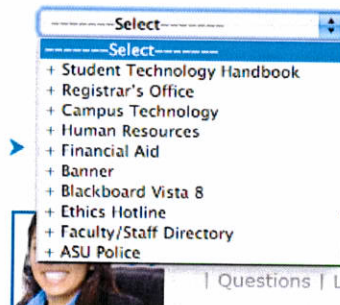 -------Select-------
-------Select-------
+ Student Technology Handbook
+ Registrar's Office
+ Campus Technology
+ Human Resources
+ Financial Aid
+ Banner
+ Blackboard Vista 8
+ Ethics Hotline
+ Faculty/Staff Directory
+ ASU Police
| Questions | L